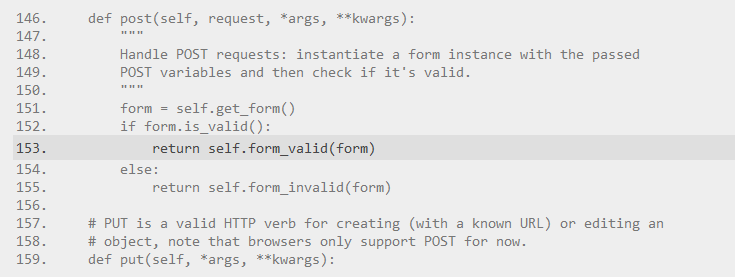 146.     def post(self, request, *args, **kwargs):
147.         """
148.         Handle POST requests: instantiate a form instance with the passed
149.         POST variables and then check if it's valid.
150.         """
151.         form = self.get_form()
152.         if form.is_valid():
153.             return self.form_valid(form)
154.         else:
155.             return self.form_invalid(form)
156.
157.     # PUT is a valid HTTP verb for creating (with a known URL) or editing an
158.     # object, note that browsers only support POST for now.
159.     def put(self, *args, **kwargs):